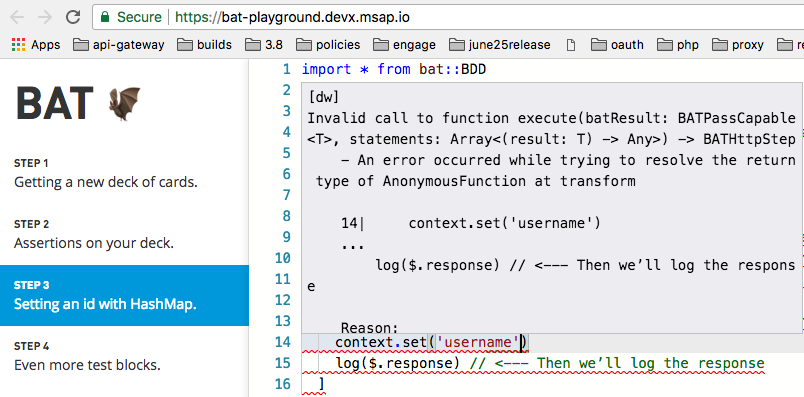 Secure | https://bat-playground.devx.msap.io
Apps api-gateway builds 3.8 policies engage june25release oauth php proxy
BAT
STEP 1
Getting a new deck of cards.
STEP 2
Assertions on your deck.
STEP 3
Setting an id with HashMap.
STEP 4
Even more test blocks.
1 import * from bat::BDD
2
3
4
5
6
7
8
9
10
11
12
13
[dw]
Invalid call to function execute(batResult: BATPassCapable
<T>, statements: Array<(result: T) -> Any>) -> BATHttpStep
- An error occurred while trying to resolve the return
type of AnonymousFunction at transform
14| context.set('username')
...
log($.response) // <--- Then we'll log the respons
e
Reason:
14 context.set('username')
15 log($.response) // <--- Then we'll log the response
16 ]